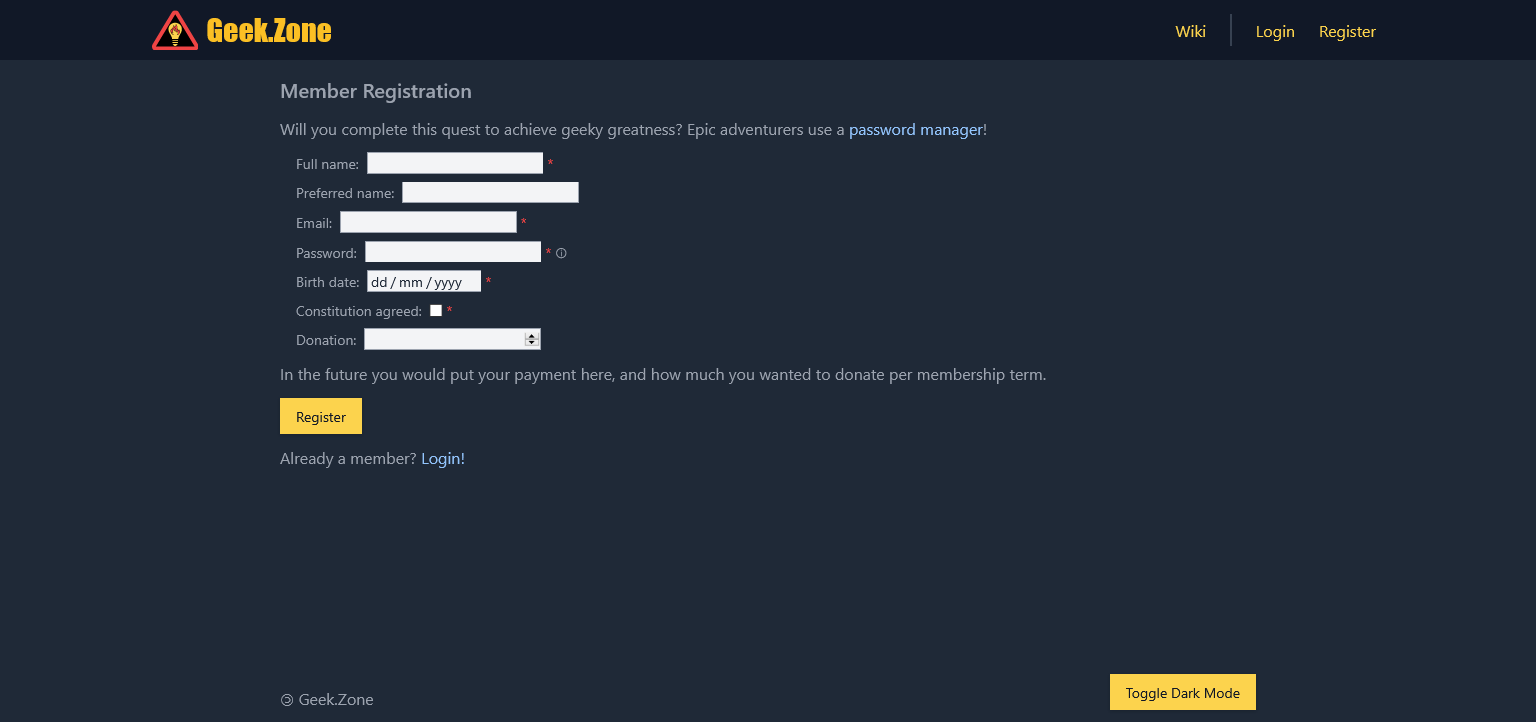 Geek.Zone
Wiki Login Register
Member Registration
Will you complete this quest to achieve geeky greatness? Epic adventurers use a password manager!
Full name: *
Preferred name:
Email: *
Password: * ⓘ
Birth date: dd / mm / yyyy *
Constitution agreed: *
Donation:
In the future you would put your payment here, and how much you wanted to donate per membership term.
Register
Already a member? Login!
🄯 Geek.Zone
Toggle Dark Mode